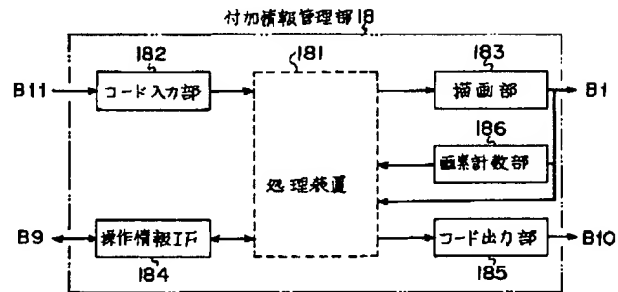 付加情報管理部18
182
181
183
B11
コード入力部
描画部
B1
186
画素計数部
処理装置
B9
操作情報IF
コード出力部
B10
184
185